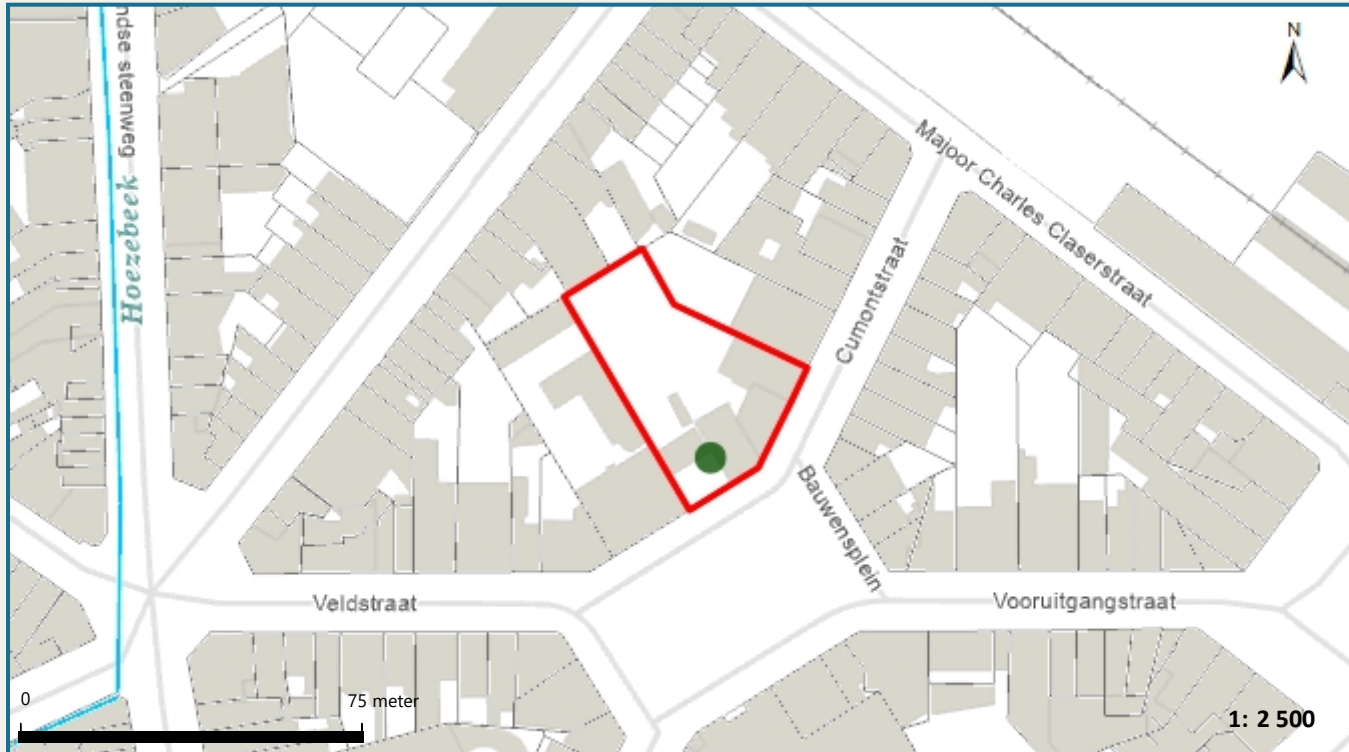 ndse steenweg
N
Majoor Charles Claserstraat
Hoezebeek
Cumontstraat
Bauwensplein
Veldstraat
Vooruitgangstraat
0
75 meter
1: 2 500